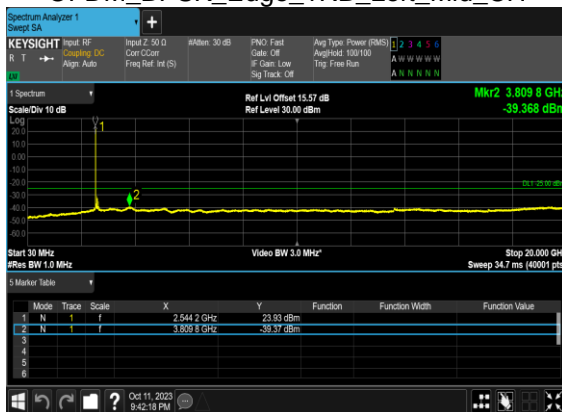 Spectrum Analyzer 1
Swept SA
+
KEYSIGHT Input: RF Input Z: 50 Ω #Atten: 30 dB PNO: Fast Avg Type: Power (RMS) 1 2 3 4 5 6
R T Coupling: DC Corr CCorr Gate: Off Avg|Hold: 100/100 A W W W W W
Align: Auto Freq Ref: Int (S) IF Gain: Low Trig: Free Run
LU Sig Track: Off A N N N N N
1 Spectrum Ref Lvl Offset 15.57 dB Mkr2 3.809 8 GHz
Scale/Div 10 dB Ref Level 30.00 dBm -39.368 dBm
Log
20.0 1
10.0
0.00
-10.0
-20.0 DL1 25.00 dBm
-30.0 2
-40.0
-50.0
-60.0
Start 30 MHz Video BW 3.0 MHz* Stop 20.000 GHz
#Res BW 1.0 MHz Sweep 34.7 ms (40001 pts)
5 Marker Table
Mode Trace Scale X Y Function Function Width Function Value
1 N 1 f 2.544 2 GHz 23.93 dBm
2 N 1 f 3.809 8 GHz -39.37 dBm
3
4
5
6
? Oct 11, 2023
9:42:18 PM